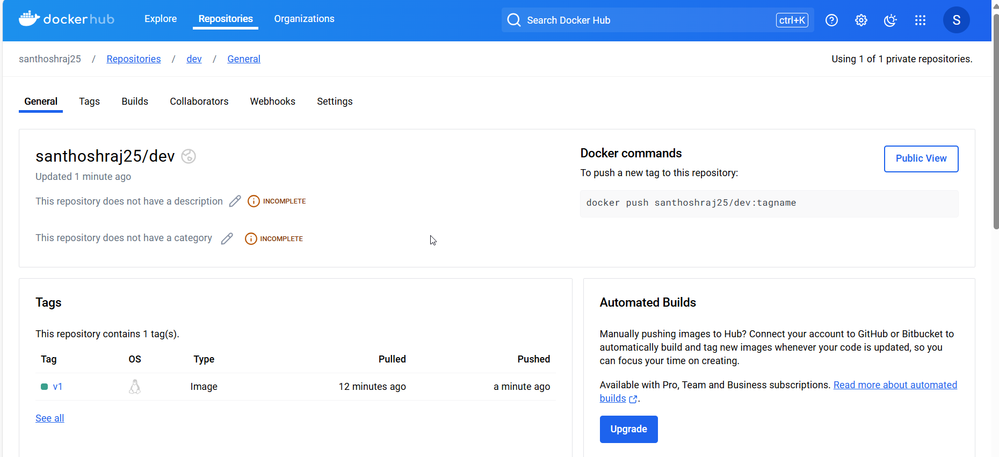 docker hub
Explore
Repositories
Organizations
Search Docker Hub
ctrl+K
S
santhoshraj25 / Repositories / dev / General
Using 1 of 1 private repositories.
General
Tags
Builds
Collaborators
Webhooks
Settings
santhoshraj25/dev
Updated 1 minute ago
This repository does not have a description
INCOMPLETE
This repository does not have a category
INCOMPLETE
Docker commands
Public View
To push a new tag to this repository:
docker push santhoshraj25/dev:tagname
Tags
This repository contains 1 tag(s).
Tag OS Type Pulled Pushed
v1 Image 12 minutes ago a minute ago
See all
Automated Builds
Manually pushing images to Hub? Connect your account to GitHub or Bitbucket to
automatically build and tag new images whenever your code is updated, so you
can focus your time on creating.
Available with Pro, Team and Business subscriptions. Read more about automated
builds .
Upgrade